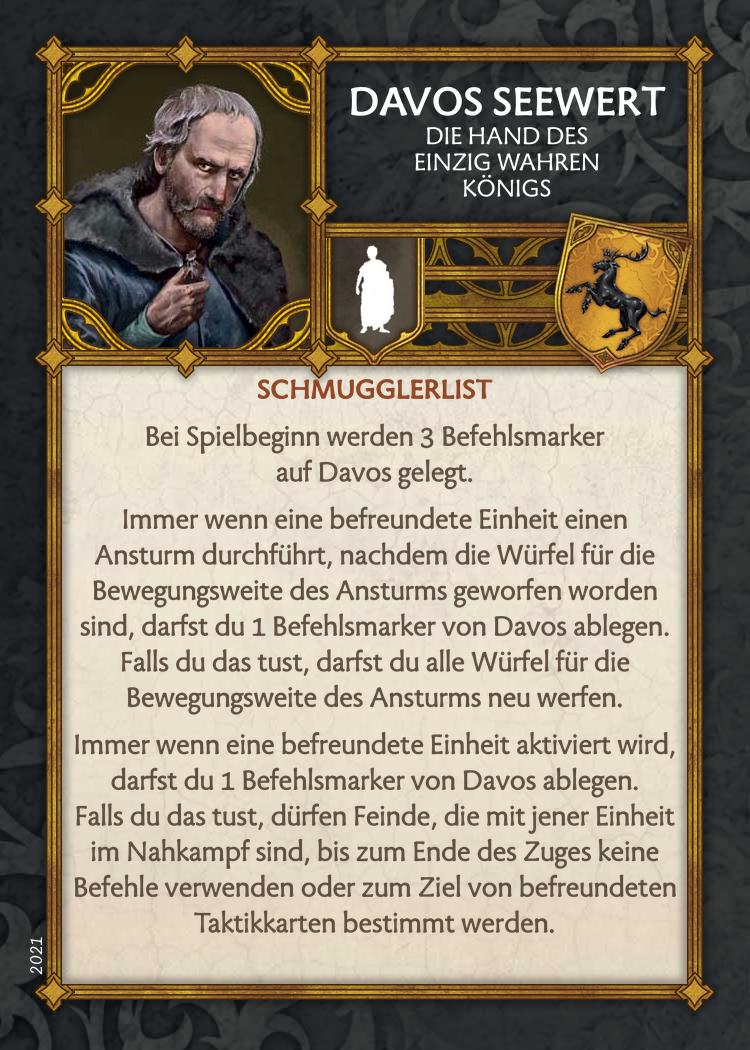 DAVOS SEEWERT
DIE HAND DES
EINZIG WAHREN
KÖNIGS
SCHMUGGLERLIST
Bei Spielbeginn werden 3 Befehlsmarker
auf Davos gelegt.
Immer wenn eine befreundete Einheit einen
Ansturm durchführt, nachdem die Würfel für die
Bewegungsweite des Ansturms geworfen worden
sind, darfst du 1 Befehlsmarker von Davos ablegen.
Falls du das tust, darfst du alle Würfel für die
Bewegungsweite des Ansturms neu werfen.
Immer wenn eine befreundete Einheit aktiviert wird,
darfst du 1 Befehlsmarker von Davos ablegen.
Falls du das tust, dürfen Feinde, die mit jener Einheit
im Nahkampf sind, bis zum Ende des Zuges keine
Befehle verwenden oder zum Ziel von befreundeten
Taktikkarten bestimmt werden.
2021